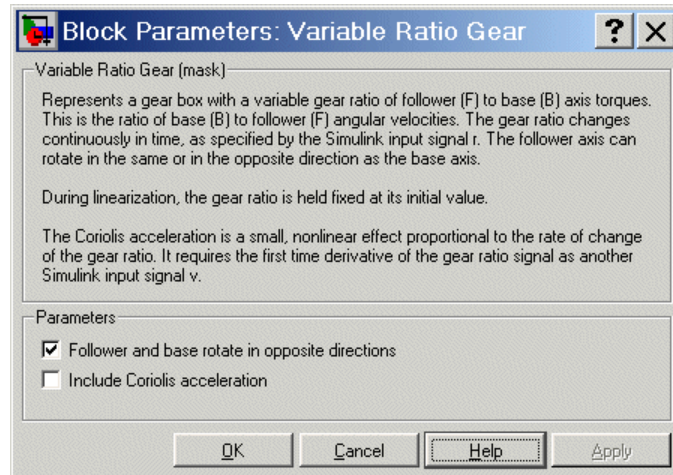 Block Parameters: Variable Ratio Gear
Variable Ratio Gear (mask)
Represents a gear box with a variable gear ratio of follower (F) to base (B) axis torques.
This is the ratio of base (B) to follower (F) angular velocities. The gear ratio changes
continuously in time, as specified by the Simulink input signal r. The follower axis can
rotate in the same or in the opposite direction as the base axis.
During linearization, the gear ratio is held fixed at its initial value.
The Coriolis acceleration is a small, nonlinear effect proportional to the rate of change
of the gear ratio. It requires the first time derivative of the gear ratio signal as another
Simulink input signal v.
Parameters
Follower and base rotate in opposite directions
Include Coriolis acceleration
OK Cancel Help Apply